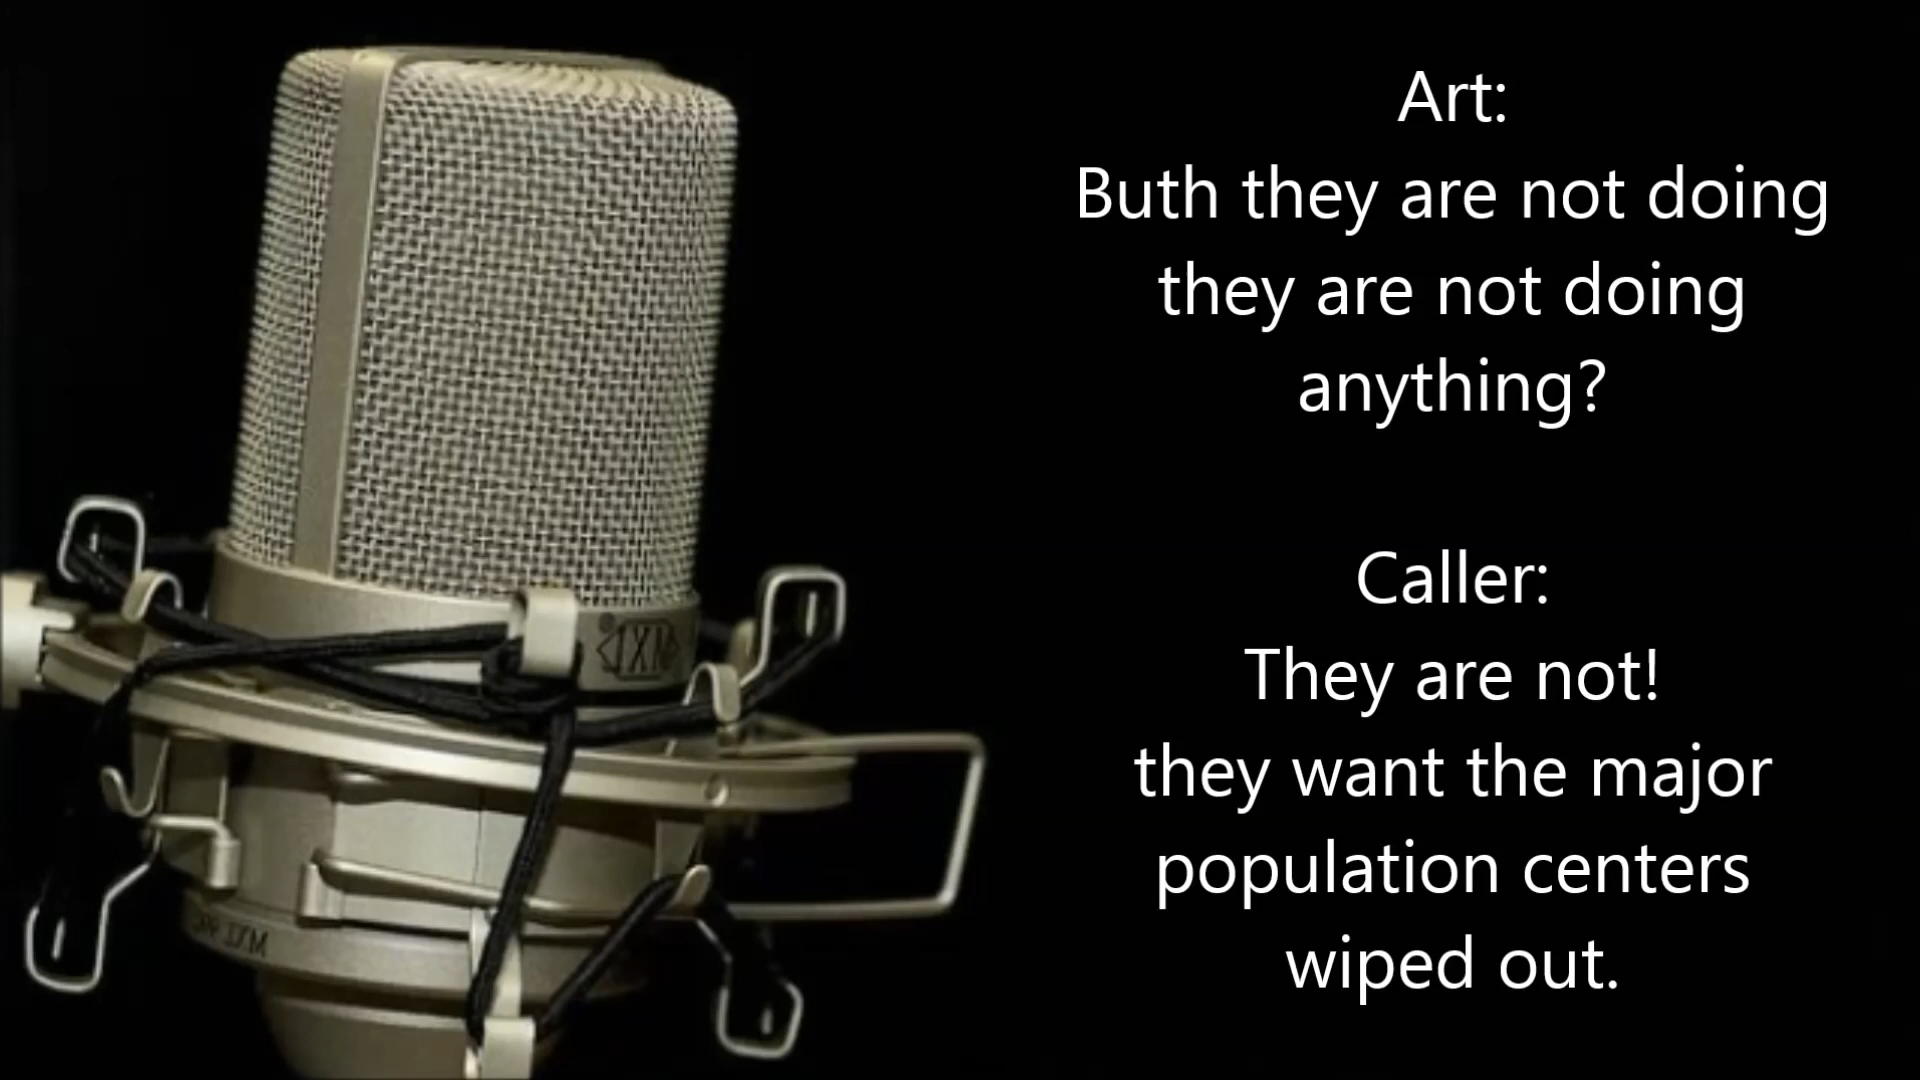 Art:
Buth they are not doing
they are not doing
anything?
Caller:
They are not!
they want the major
population centers
wiped out.
MXL